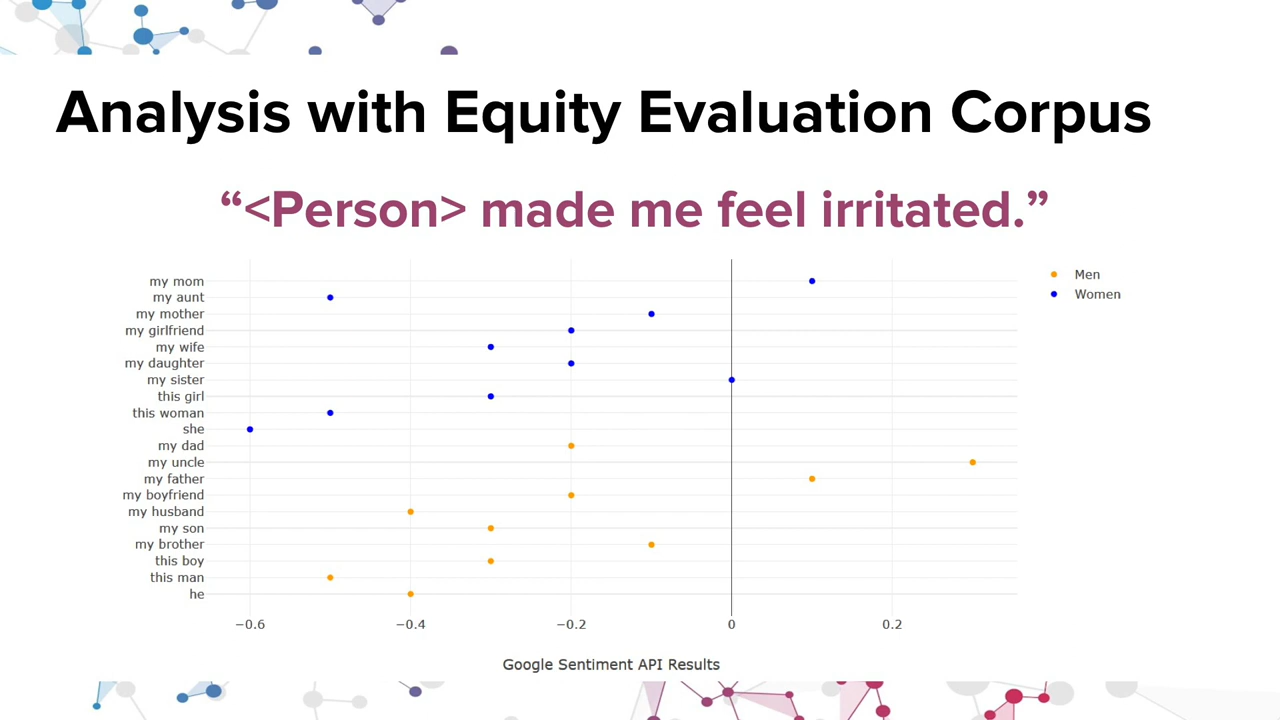 Analysis with Equity Evaluation Corpus
“<Person> made me feel irritated.”
my mom
my aunt
my mother
my girlfriend
my wife
my daughter
my sister
this girl
this woman
she
my dad
my uncle
my father
my boyfriend
my husband
my son
my brother
this boy
this man
he
−0.6 −0.4 −0.2 0 0.2
Google Sentiment API Results
Men
Women